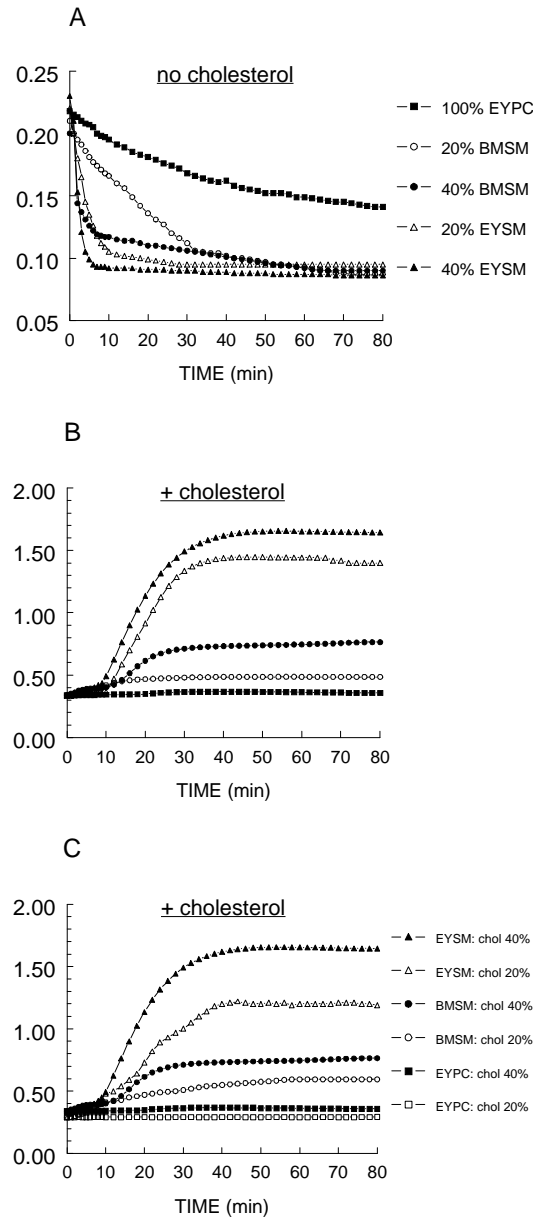 A
no cholesterol
0.25
0.20
0.15
0.10
0.05
0 10 20 30 40 50 60 70 80
TIME (min)
100% EYPC
20% BMSM
40% BMSM
20% EYSM
40% EYSM
B
+ cholesterol
2.00
1.50
1.00
0.50
0.00
0 10 20 30 40 50 60 70 80
TIME (min)
C
+ cholesterol
2.00
1.50
1.00
0.50
0.00
0 10 20 30 40 50 60 70 80
TIME (min)
EYSM: chol 40%
EYSM: chol 20%
BMSM: chol 40%
BMSM: chol 20%
EYPC: chol 40%
EYPC: chol 20%